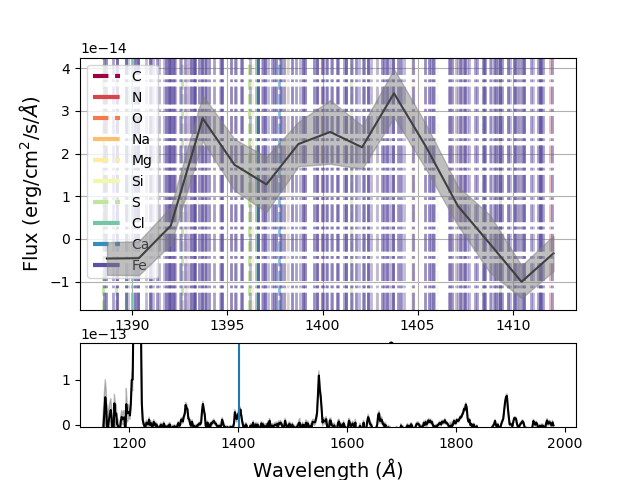 1e−14
Flux (erg/cm²/s/Å)
4
3
2
1
0
−1
C
N
O
Na
Mg
Si
S
Cl
Ca
Fe
1390 1395 1400 1405 1410
1e−13
1
0
1200 1400 1600 1800 2000
Wavelength (Å)